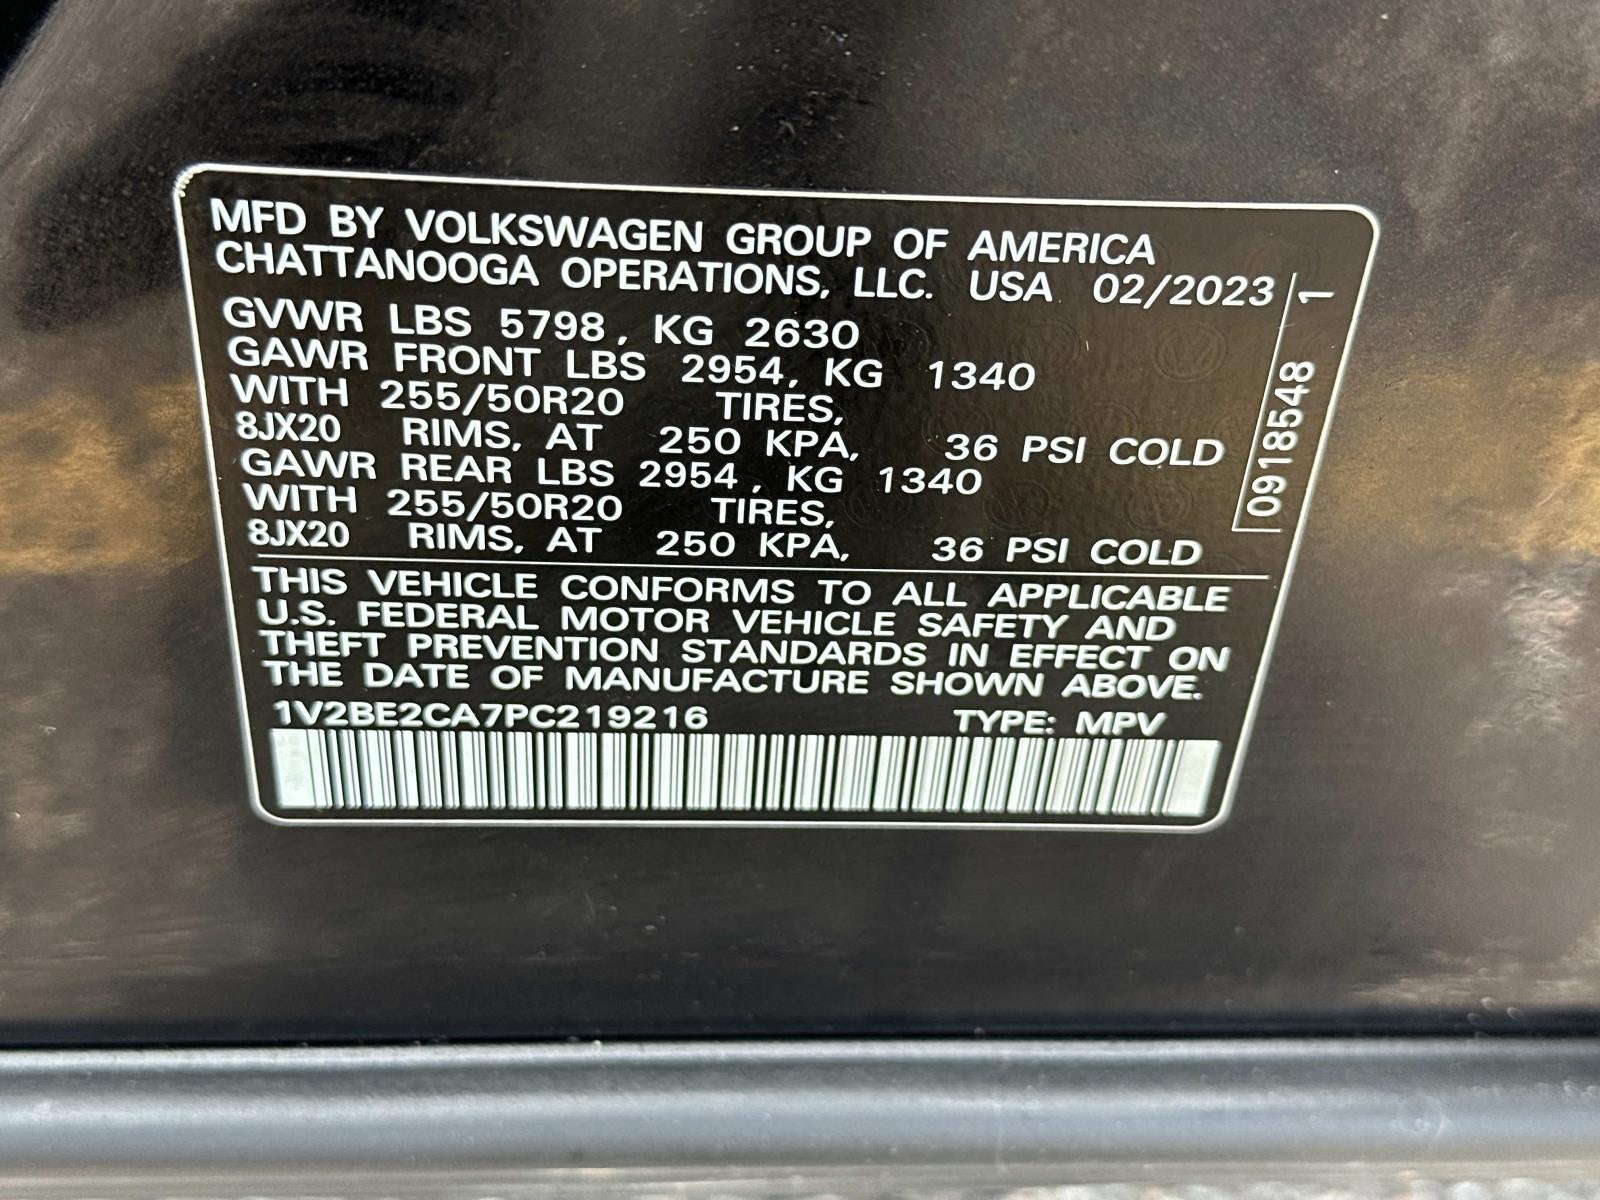 MFD BY VOLKSWAGEN GROUP OF AMERICA
CHATTANOOGA OPERATIONS, LLC. USA 02/2023
GVWR LBS 5798, KG 2630
GAWR FRONT LBS 2954, KG 1340
WITH 255/50R20 TIRES,
8JX20 RIMS, AT 250 KPA, 36 PSI COLD
GAWR REAR LBS 2954, KG 1340
WITH 255/50R20 TIRES,
8JX20 RIMS, AT 250 KPA, 36 PSI COLD
0918548 1
THIS VEHICLE CONFORMS TO ALL APPLICABLE
U.S. FEDERAL MOTOR VEHICLE SAFETY AND
THEFT PREVENTION STANDARDS IN EFFECT ON
THE DATE OF MANUFACTURE SHOWN ABOVE.
1V2BE2CA7PC219216 TYPE: MPV